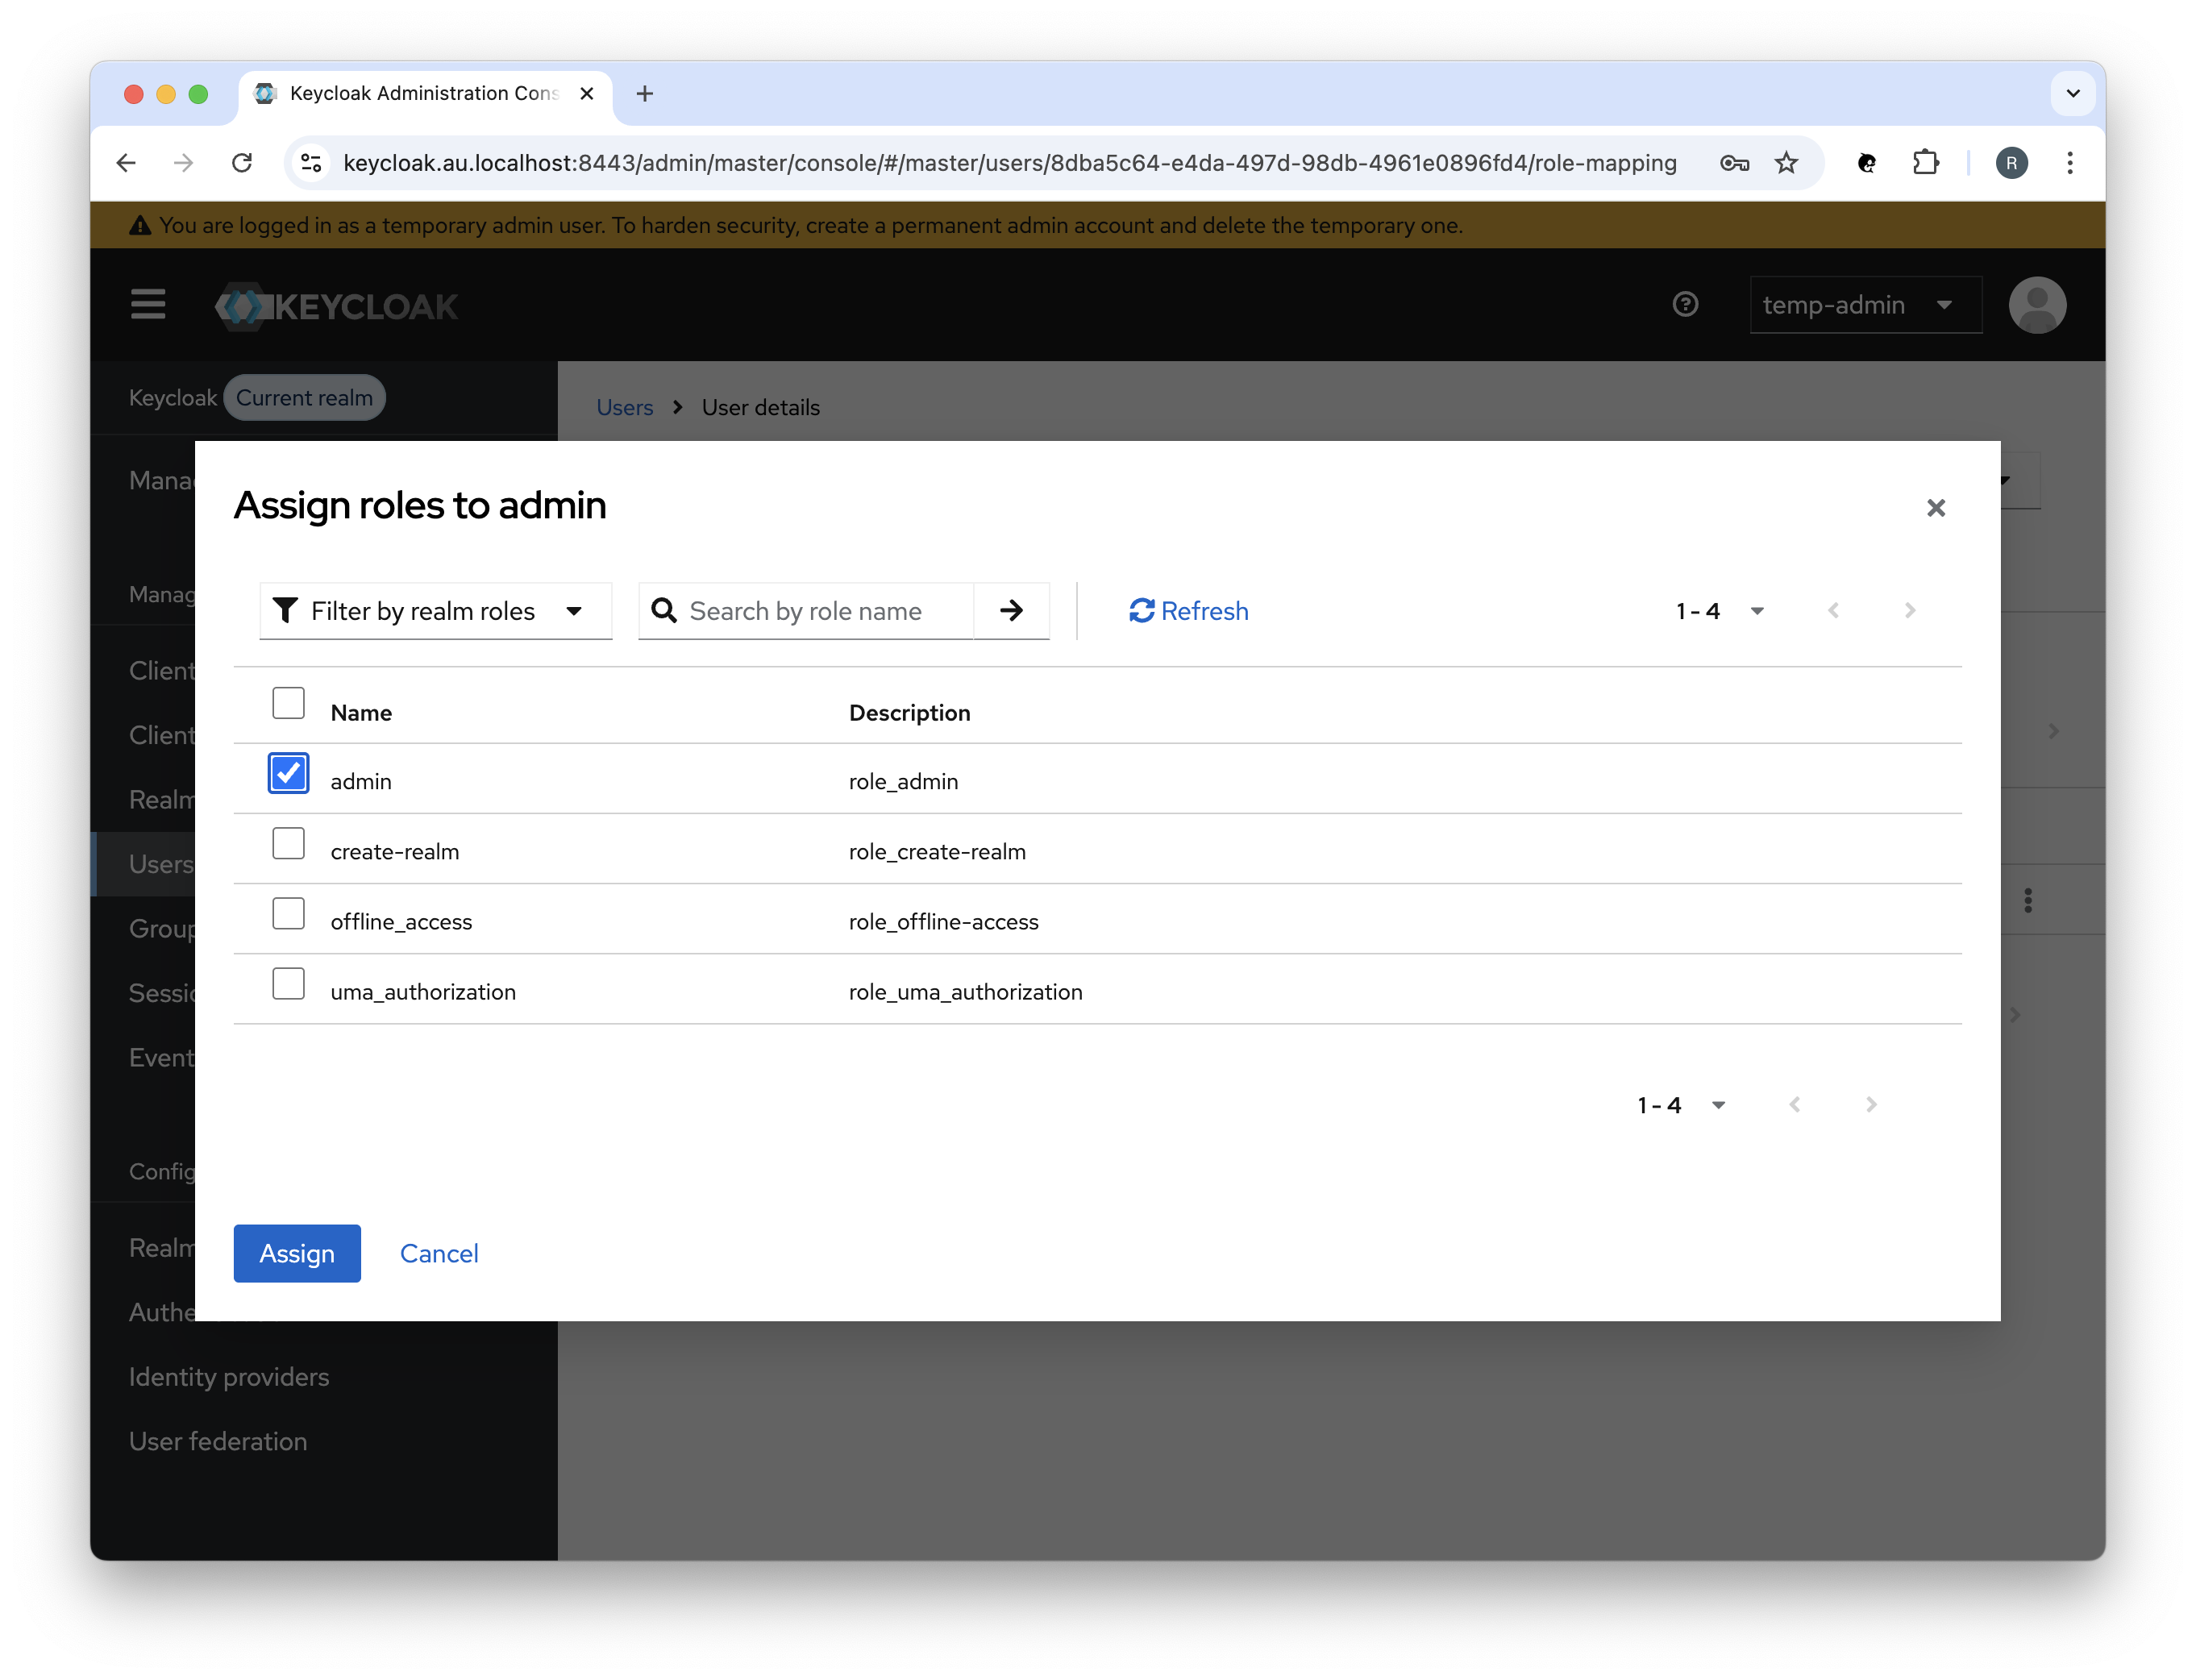 Keycloak Administration Cons
keycloak.au.localhost:8443/admin/master/console/#/master/users/8dba5c64-e4da-497d-98db-4961e0896fd4/role-mapping
R
You are logged in as a temporary admin user. To harden security, create a permanent admin account and delete the temporary one.
KEYCLOAK
temp-admin
Keycloak Current realm
Users > User details
Mana
Manag
Client
Client
Realm
Users
Group
Sessio
Event
Config
Realm
Authe
Identity providers
User federation
Assign roles to admin
Filter by realm roles
Search by role name
Refresh
1 - 4
Name Description
admin role_admin
create-realm role_create-realm
offline_access role_offline-access
uma_authorization role_uma_authorization
1 - 4
Assign Cancel